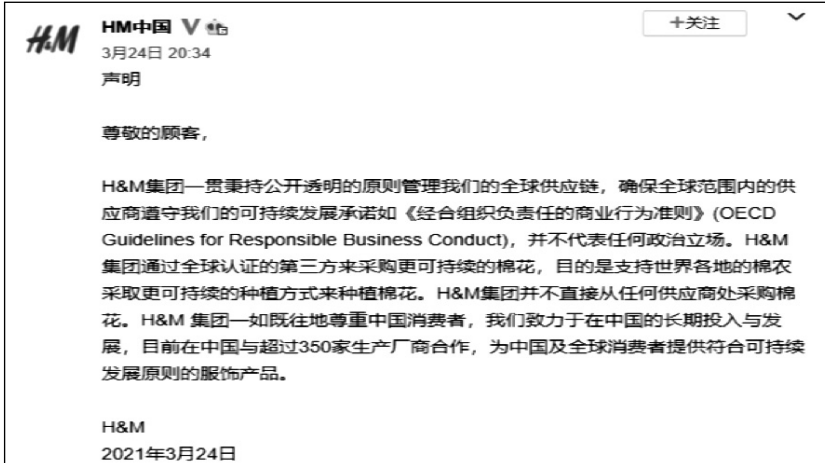 H&M
HM中国
+关注
3月24日 20:34
声明
尊敬的顾客，
H&M集团一贯秉持公开透明的原则管理我们的全球供应链，确保全球范围内的供
应商遵守我们的可持续发展承诺如《经合组织负责任的商业行为准则》(OECD
Guidelines for Responsible Business Conduct)，并不代表任何政治立场。H&M
集团通过全球认证的第三方来采购更可持续的棉花，目的是支持世界各地的棉农
采取更可持续的种植方式来种植棉花。H&M集团并不直接从任何供应商处采购棉
花。H&M 集团一如既往地尊重中国消费者，我们致力于在中国的长期投入与发
展，目前在中国与超过350家生产厂商合作，为中国及全球消费者提供符合可持续
发展原则的服饰产品。
H&M
2021年3月24日